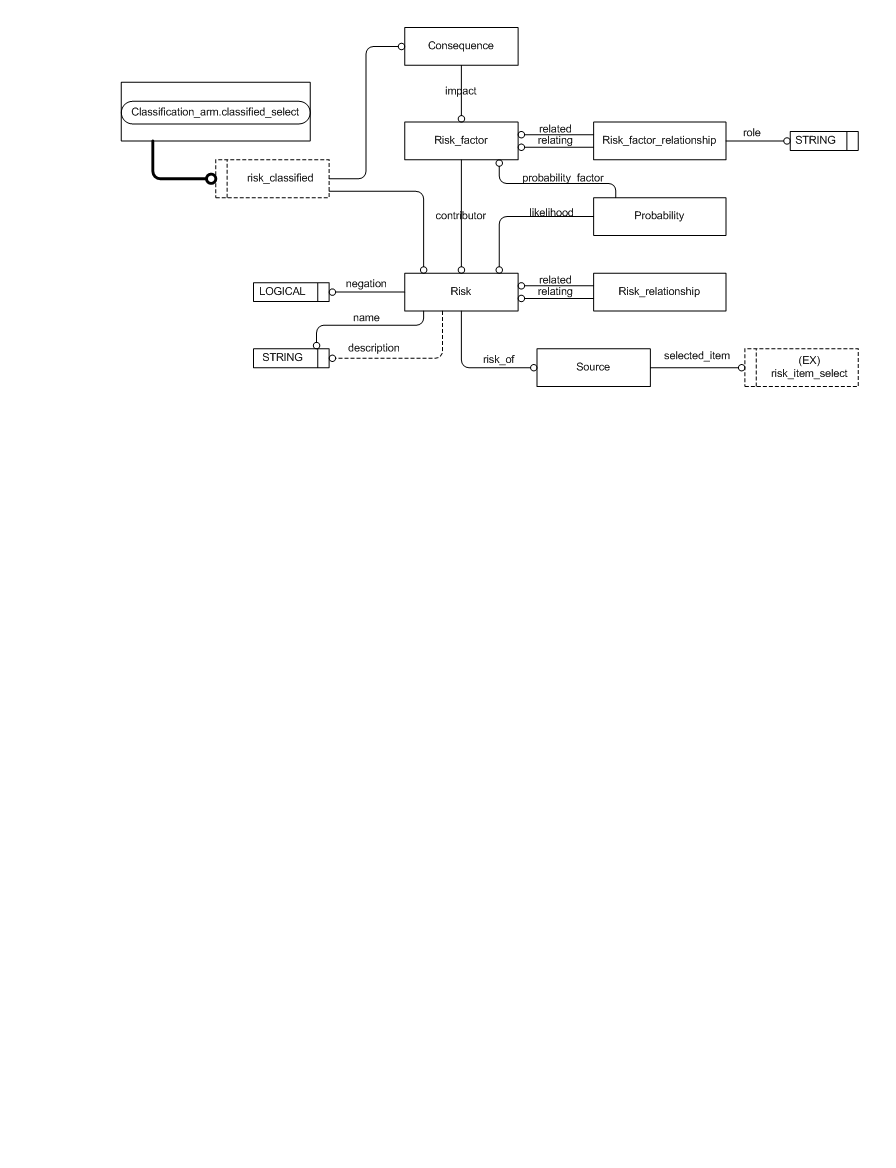 Consequence
impact
Classification_arm.classified_select
Risk_factor
related
relating
Risk_factor_relationship
role
STRING
risk_classified
probability_factor
contributor
likelihood
Probability
LOGICAL
negation
Risk
related
relating
Risk_relationship
name
STRING
description
risk_of
Source
selected_item
(EX)
risk_item_select